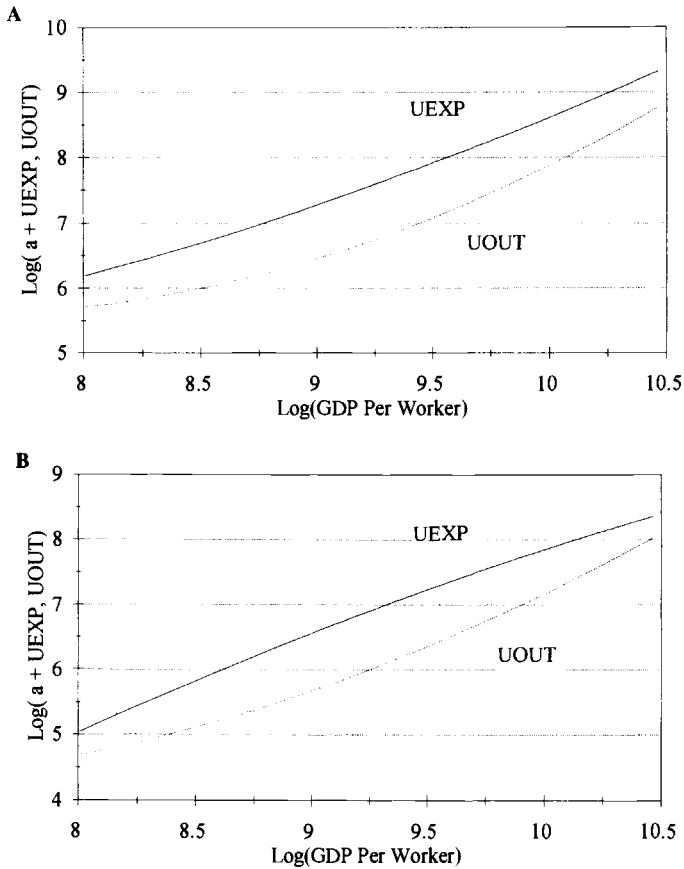 A
10
9
8
7
6
5
Log( a + UEXP, UOUT)
UEXP
UOUT
8 8.5 9 9.5 10 10.5
Log(GDP Per Worker)
B
9
8
7
6
5
4
Log( a + UEXP, UOUT)
UEXP
UOUT
8 8.5 9 9.5 10 10.5
Log(GDP Per Worker)